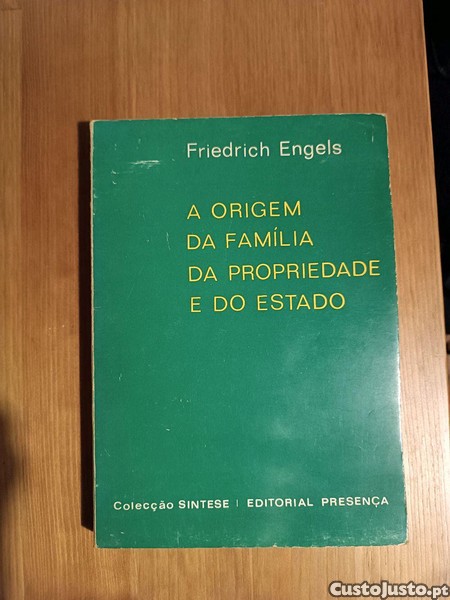 Friedrich Engels
A ORIGEM
DA FAMÍLIA
DA PROPRIEDADE
E DO ESTADO
Colecção SINTESE | EDITORIAL PRESENÇA
CustoJusto.pt